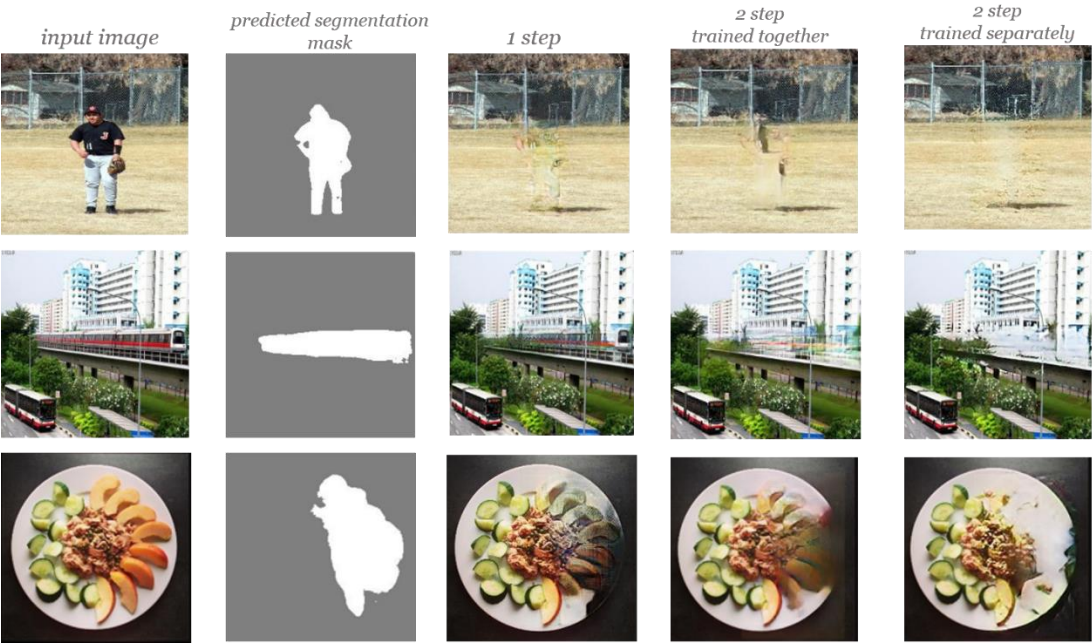 input image
predicted segmentation
mask
1 step
2 step
trained together
2 step
trained separately